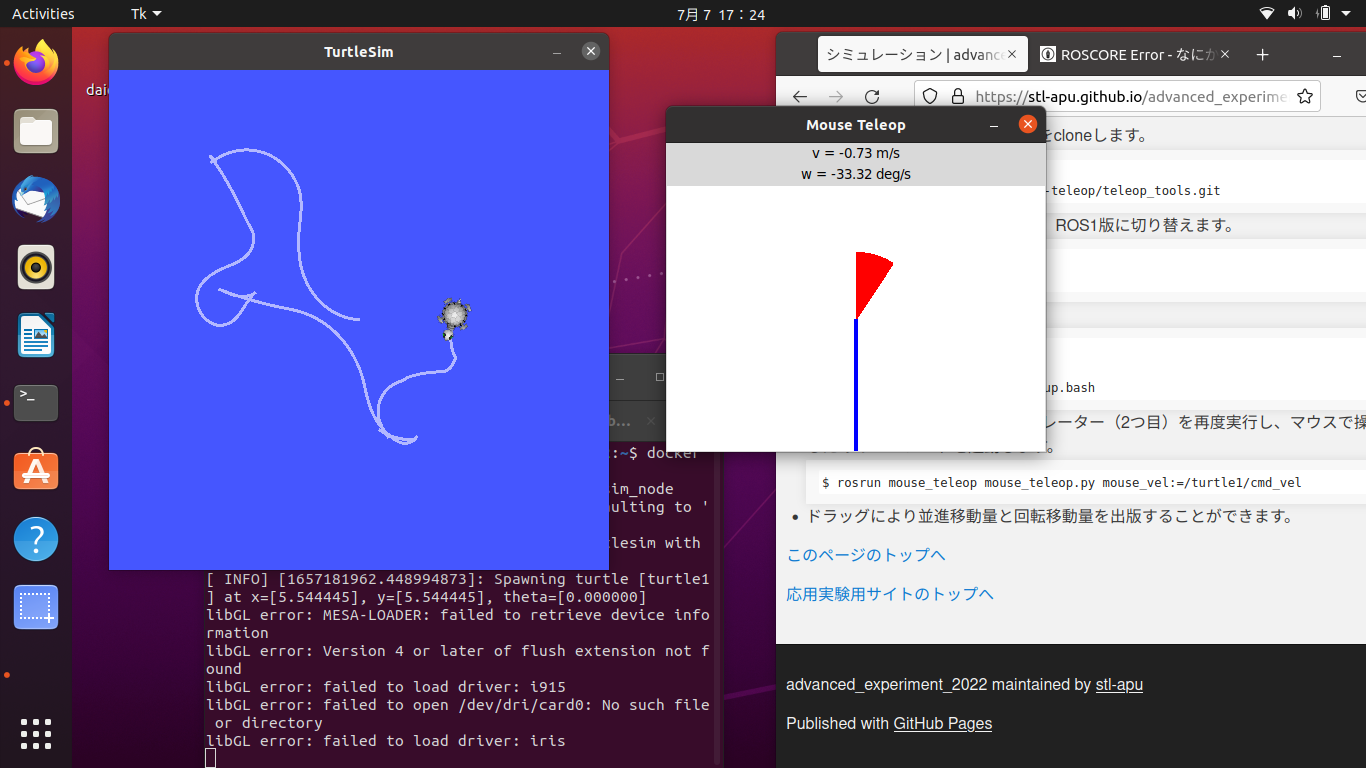 Activities
Tk
7月 7 17：24
TurtleSim
シミュレーション | advanc
ROSCORE Error - なにか
https://stl-apu.github.io/advanced_experime
Mouse Teleop
v = -0.73 m/s
w = -33.32 deg/s
をcloneします。
-teleop/teleop_tools.git
ROS1版に切り替えます。
up.bash
レーター（2つ目）を再度実行し、マウスで操
$ rosrun mouse_teleop mouse_teleop.py mouse_vel:=/turtle1/cmd_vel
ドラッグにより並進移動量と回転移動量を出版することができます。
このページのトップへ
応用実験用サイトのトップへ
advanced_experiment_2022 maintained by stl-apu
Published with GitHub Pages
daic
b...
:~$ docker
sim_node
ulting to '
tlesim with
[ INFO] [1657181962.448994873]: Spawning turtle [turtle1
] at x=[5.544445], y=[5.544445], theta=[0.000000]
libGL error: MESA-LOADER: failed to retrieve device info
rmation
libGL error: Version 4 or later of flush extension not f
ound
libGL error: failed to load driver: i915
libGL error: failed to open /dev/dri/card0: No such file
or directory
libGL error: failed to load driver: iris